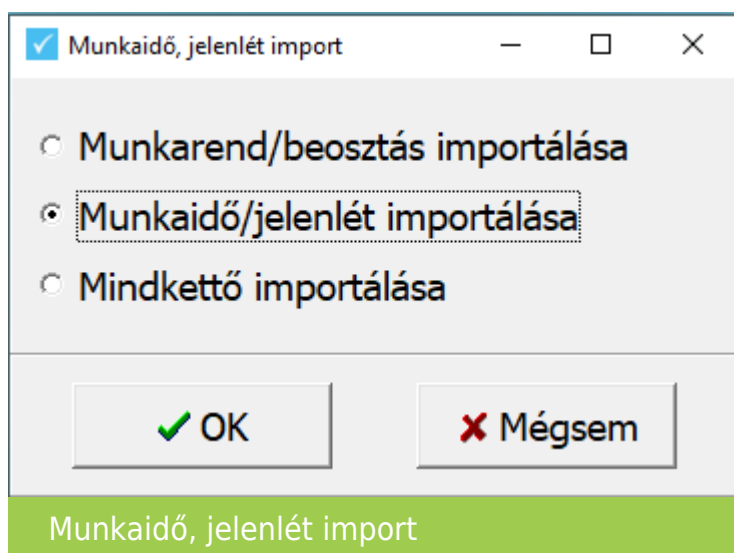 Munkaidő, jelenlét import
Munkarend/beosztás importálása
Munkaidő/jelenlét importálása
Mindkettő importálása
OK
Mégsem
Munkaidő, jelenlét import